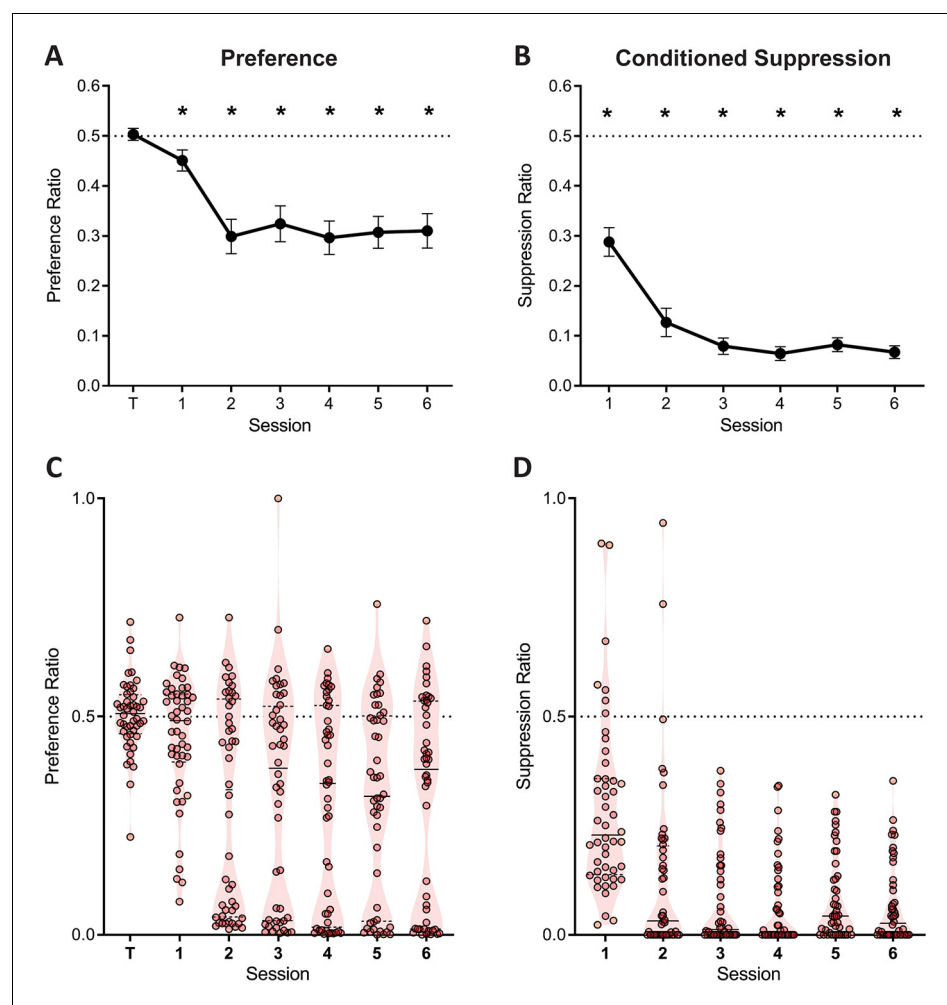 A Preference
* * * * * *
0.6
0.5
0.4
0.3
0.2
0.1
0.0
Preference Ratio
T 1 2 3 4 5 6
Session
B Conditioned Suppression
* * * * * *
0.6
0.5
0.4
0.3
0.2
0.1
0.0
Suppression Ratio
1 2 3 4 5 6
Session
C
1.0
0.5
0.0
Preference Ratio
T 1 2 3 4 5 6
Session
D
1.0
0.5
0.0
Suppression Ratio
1 2 3 4 5 6
Session